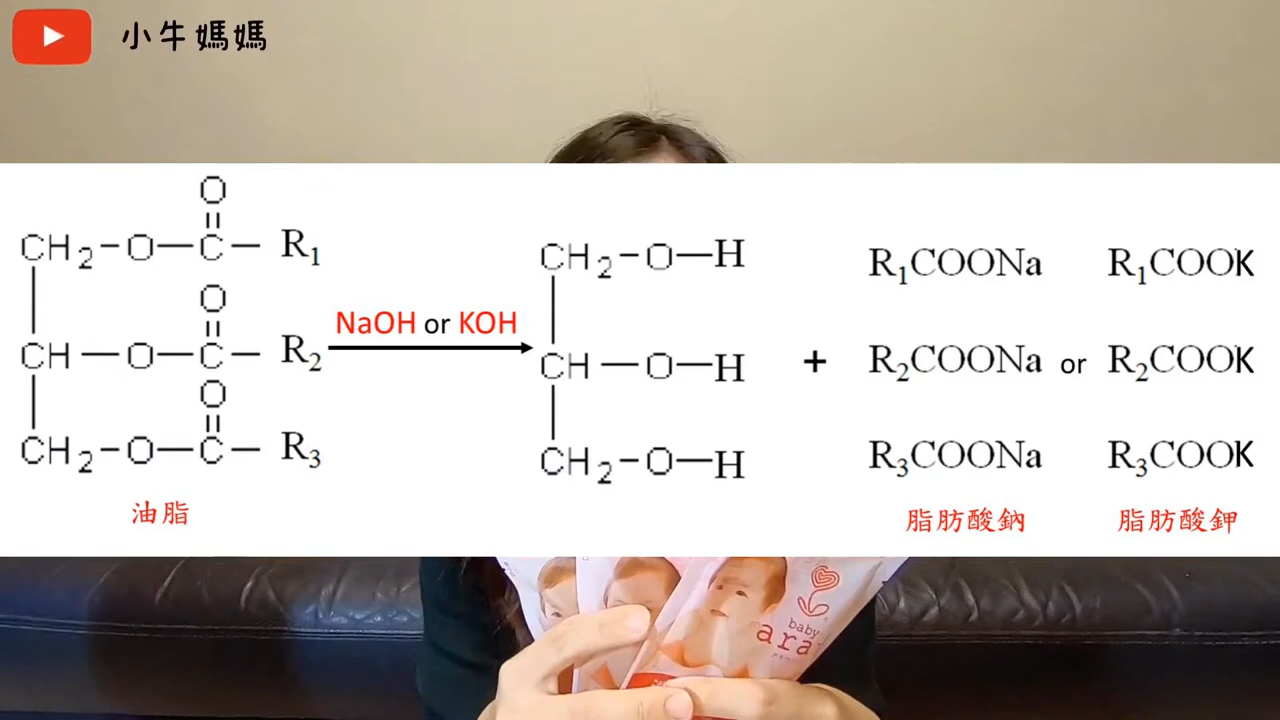 小牛媽媽
O O O
CH2-O-C-R1
CH-O-C-R2
CH2-O-C-R3
油脂
NaOH or KOH
CH2-O-H
CH-O-H
CH2-O-H
+
R1COONa
R2COONa
R3COONa
脂肪酸鈉
or
R1COOK
R2COOK
R3COOK
脂肪酸鉀
baby
ara